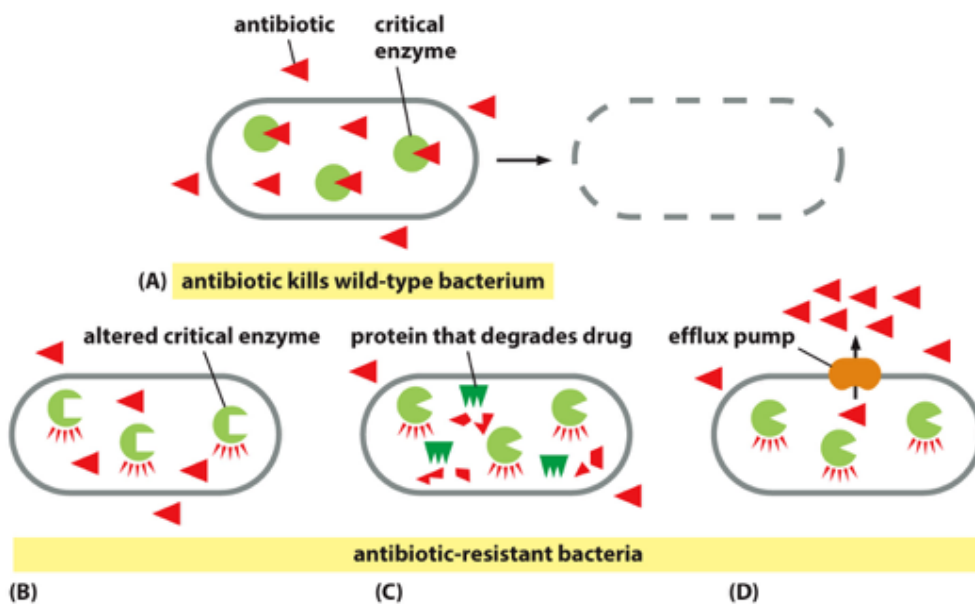 antibiotic
critical
enzyme
(A) antibiotic kills wild-type bacterium
altered critical enzyme
protein that degrades drug
efflux pump
antibiotic-resistant bacteria
(B)
(C)
(D)